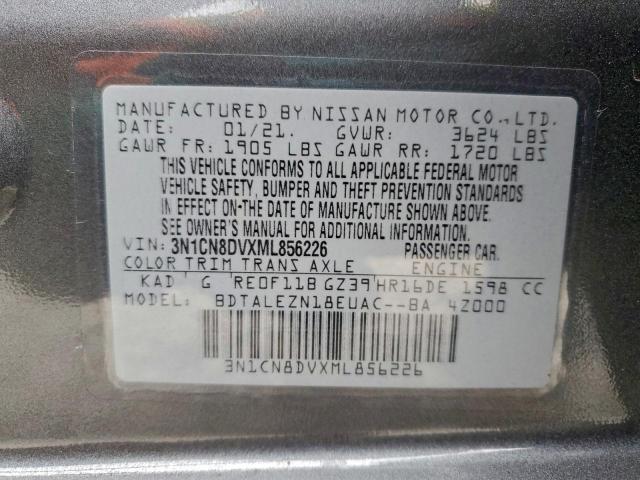 MANUFACTURED BY NISSAN MOTOR CO., LTD.
DATE: 01/21. GVWR: 3624 LBS
GAWR FR: 1905 LBS GAWR RR: 1720 LBS
THIS VEHICLE CONFORMS TO ALL APPLICABLE FEDERAL MOTOR
VEHICLE SAFETY, BUMPER AND THEFT PREVENTION STANDARDS
IN EFFECT ON THE DATE OF MANUFACTURE SHOWN ABOVE.
SEE OWNER'S MANUAL FOR ADDITIONAL INFORMATION.
VIN: 3N1CN8DVXML856226 PASSENGER CAR.
COLOR TRIM TRANS AXLE ENGINE
KAD G RE0F11B GZ39 HR16DE 1598 CC
MODEL: BDTALEZN18EUAC--BA 4Z000
3N1CN8DVXML856226